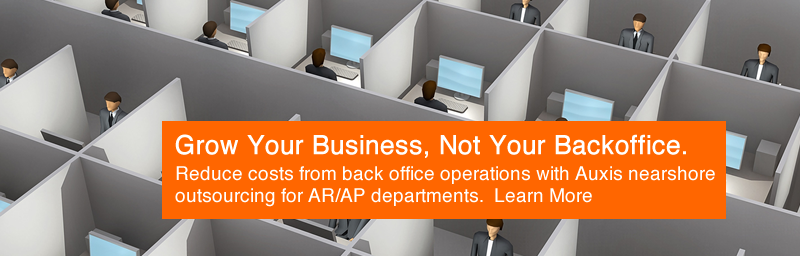 Grow Your Business, Not Your Backoffice.
Reduce costs from back office operations with Auxis nearshore
outsourcing for AR/AP departments.  Learn More